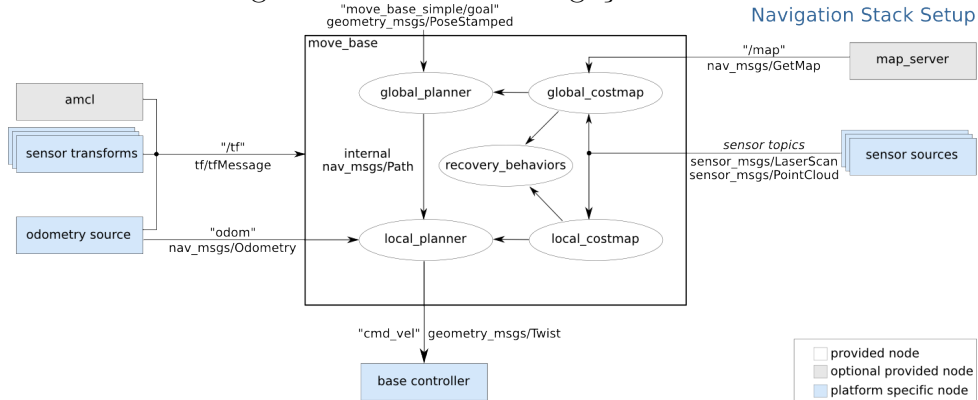 "move_base_simple/goal"
geometry_msgs/PoseStamped
Navigation Stack Setup
move_base
"/map"
nav_msgs/GetMap
map_server
global_planner
global_costmap
amcl
sensor transforms
"/tf"
tf/tfMessage
internal
nav_msgs/Path
recovery_behaviors
sensor topics
sensor_msgs/LaserScan
sensor_msgs/PointCloud
sensor sources
odometry source
"odom"
nav_msgs/Odometry
local_planner
local_costmap
"cmd_vel" geometry_msgs/Twist
base controller
provided node
optional provided node
platform specific node